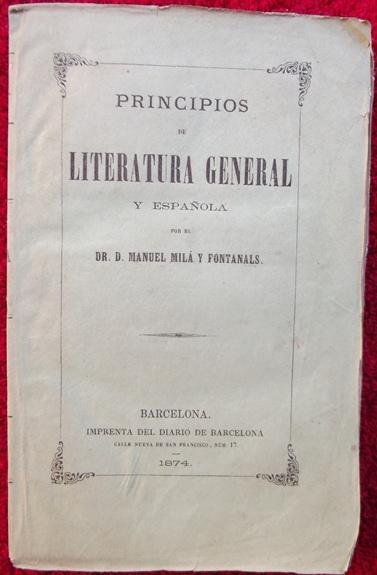 PRINCIPIOS
DE
LITERATURA GENERAL
Y ESPAÑOLA
POR EL
DR. D. MANUEL MILÁ Y FONTANALS.
BARCELONA.
IMPRENTA DEL DIARIO DE BARCELONA
CALLE NUEVA DE SAN FRANCISCO, NÚM. 17.
1874.